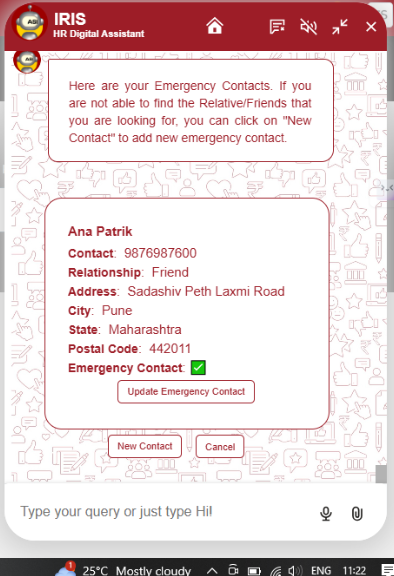 IRIS
HR Digital Assistant
Here are your Emergency Contacts. If you
are not able to find the Relative/Friends that
you are looking for, you can click on "New
Contact" to add new emergency contact.
Ana Patrik
Contact: 9876987600
Relationship: Friend
Address: Sadashiv Peth Laxmi Road
City: Pune
State: Maharashtra
Postal Code: 442011
Emergency Contact:
Update Emergency Contact
New Contact
Cancel
Type your query or just type Hi!
25°C Mostly cloudy
ENG 11:22